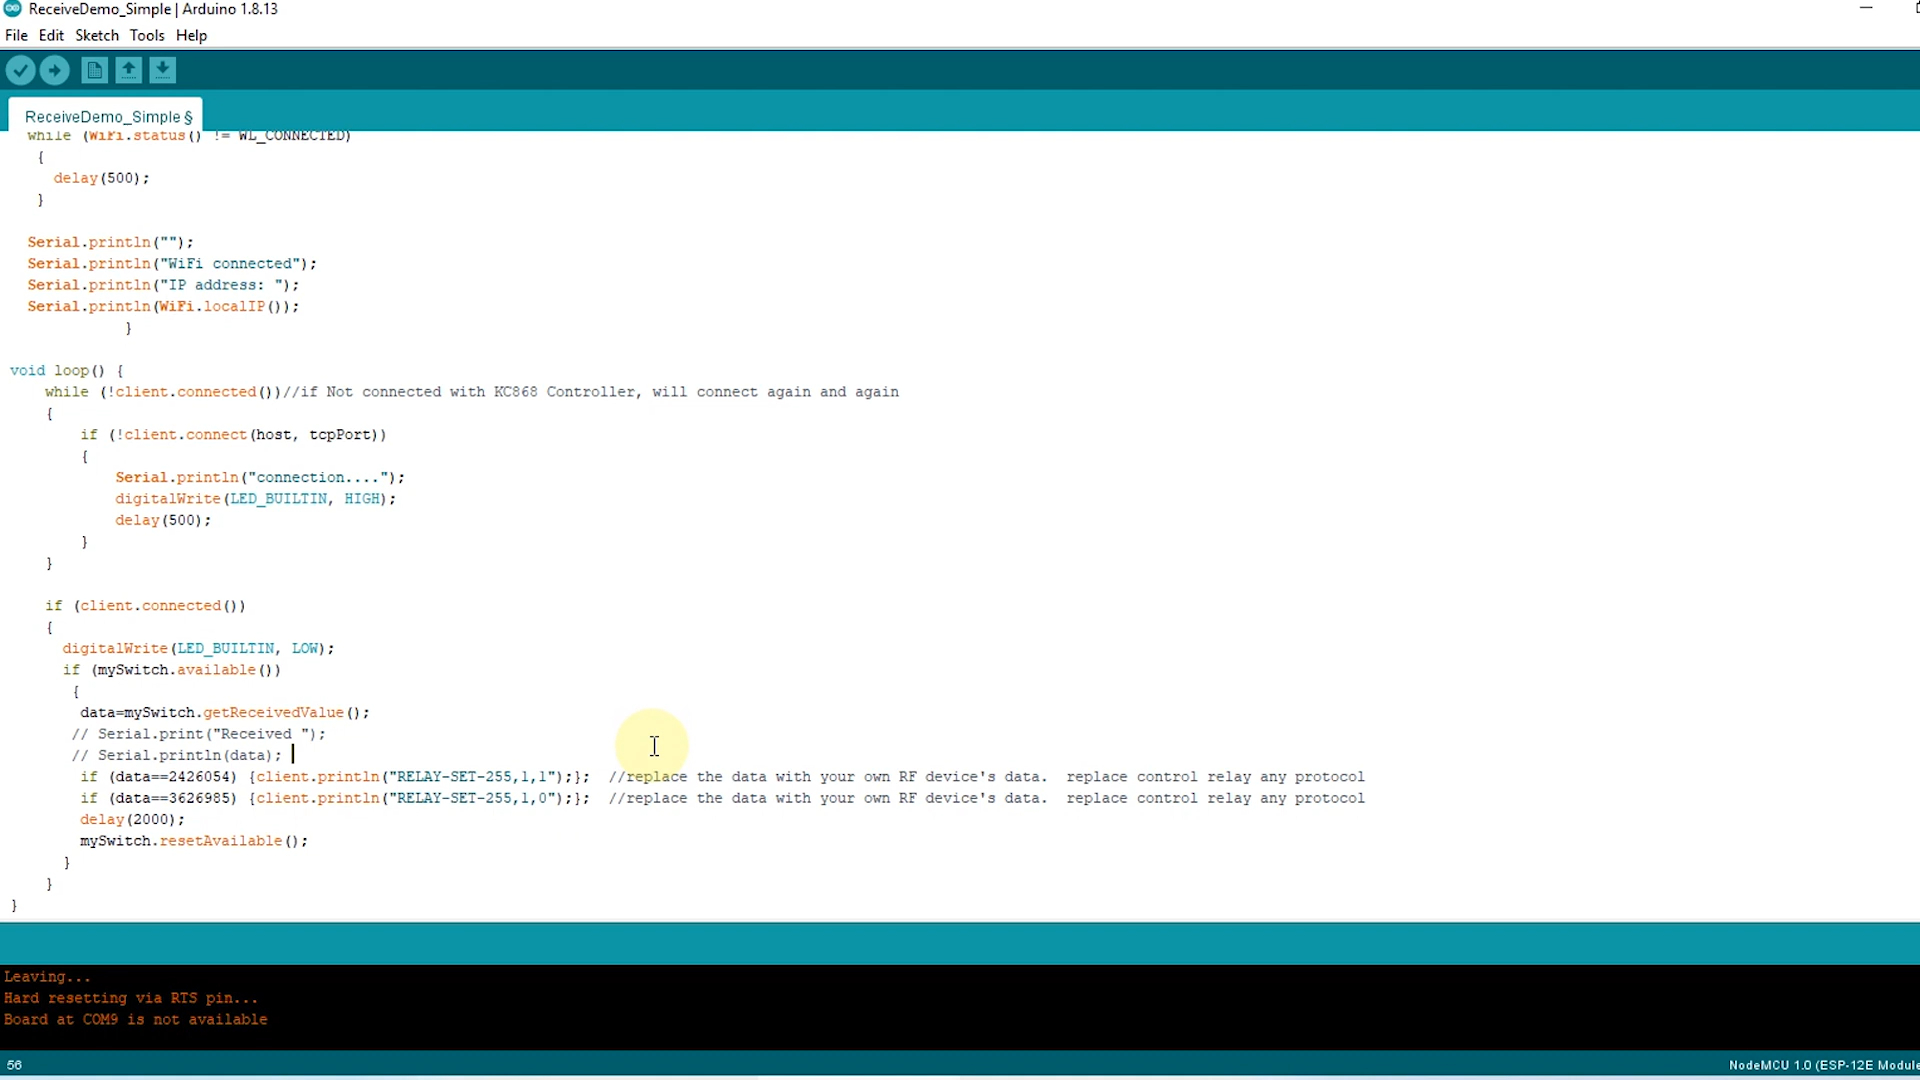 ReceiveDemo_Simple | Arduino 1.8.13
File Edit Sketch Tools Help
ReceiveDemo_Simple §
while (WiFi.status() != WL_CONNECTED)
{
delay(500);
}
Serial.println("");
Serial.println("WiFi connected");
Serial.println("IP address: ");
Serial.println(WiFi.localIP());
}
void loop() {
while (!client.connected())//if Not connected with KC868 Controller, will connect again and again
{
if (!client.connect(host, tcpPort))
{
Serial.println("connection....");
digitalWrite(LED_BUILTIN, HIGH);
delay(500);
}
}
if (client.connected())
{
digitalWrite(LED_BUILTIN, LOW);
if (mySwitch.available())
{
data=mySwitch.getReceivedValue();
// Serial.print("Received ");
// Serial.println(data);
if (data==2426054) {client.println("RELAY-SET-255,1,1");}; //replace the data with your own RF device's data. replace control relay any protocol
if (data==3626985) {client.println("RELAY-SET-255,1,0");}; //replace the data with your own RF device's data. replace control relay any protocol
delay(2000);
mySwitch.resetAvailable();
}
}
}
Leaving...
Hard resetting via RTS pin...
Board at COM9 is not available
56
NodeMCU 1.0 (ESP-12E Module